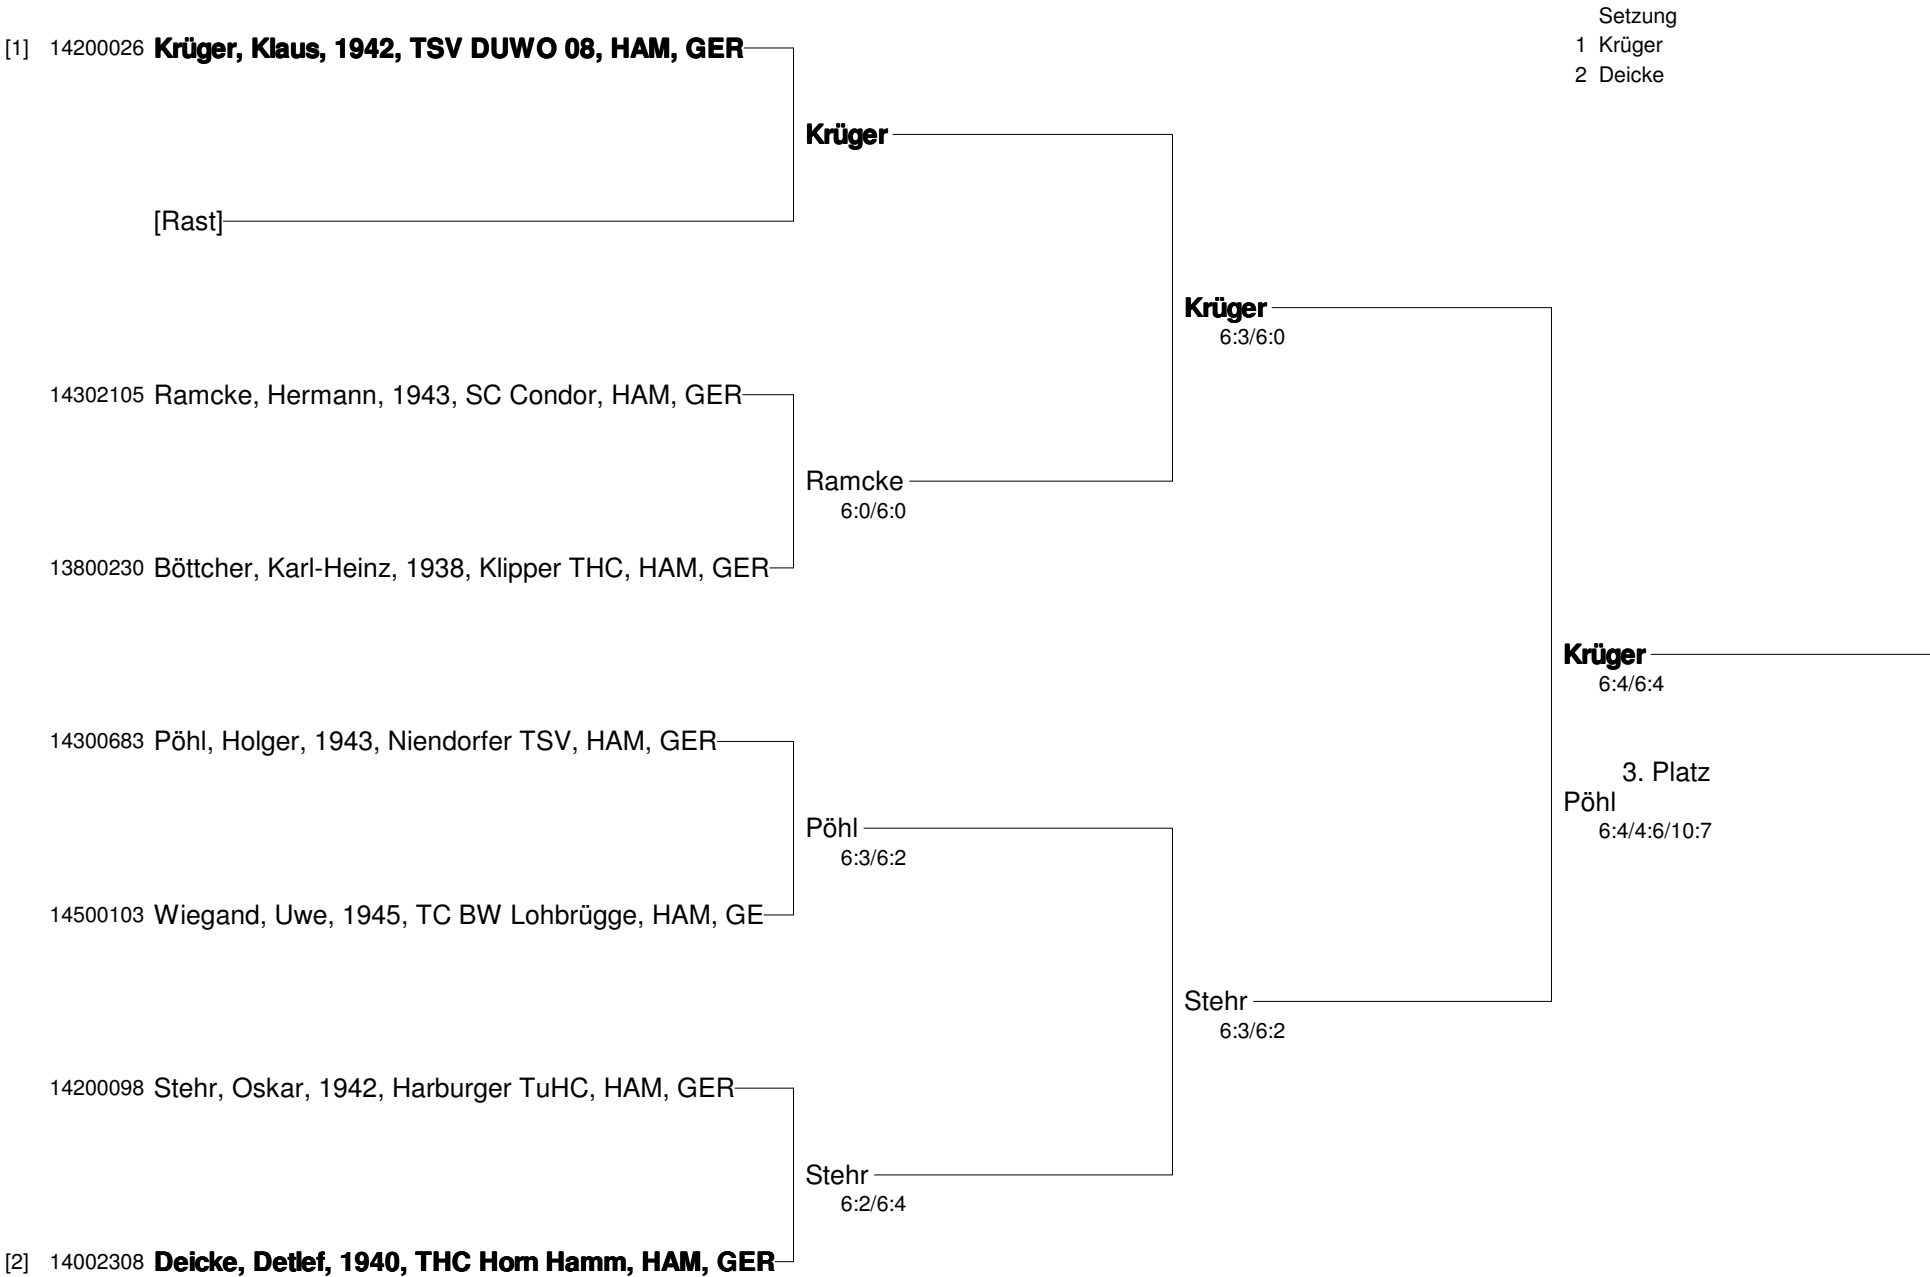 Setzung
1 Krüger
2 Deicke
[1] 14200026 Krüger, Klaus, 1942, TSV DUWO 08, HAM, GER
Krüger
[Rast]
Krüger
6:3/6:0
14302105 Ramcke, Hermann, 1943, SC Condor, HAM, GER
Ramcke
6:0/6:0
13800230 Böttcher, Karl-Heinz, 1938, Klipper THC, HAM, GER
Krüger
6:4/6:4
14300683 Pöhl, Holger, 1943, Niendorfer TSV, HAM, GER
3. Platz
Pöhl
6:4/4:6/10:7
Pöhl
6:3/6:2
14500103 Wiegand, Uwe, 1945, TC BW Lohbrügge, HAM, GE
Stehr
6:3/6:2
14200098 Stehr, Oskar, 1942, Harburger TuHC, HAM, GER
Stehr
6:2/6:4
[2] 14002308 Deicke, Detlef, 1940, THC Horn Hamm, HAM, GER